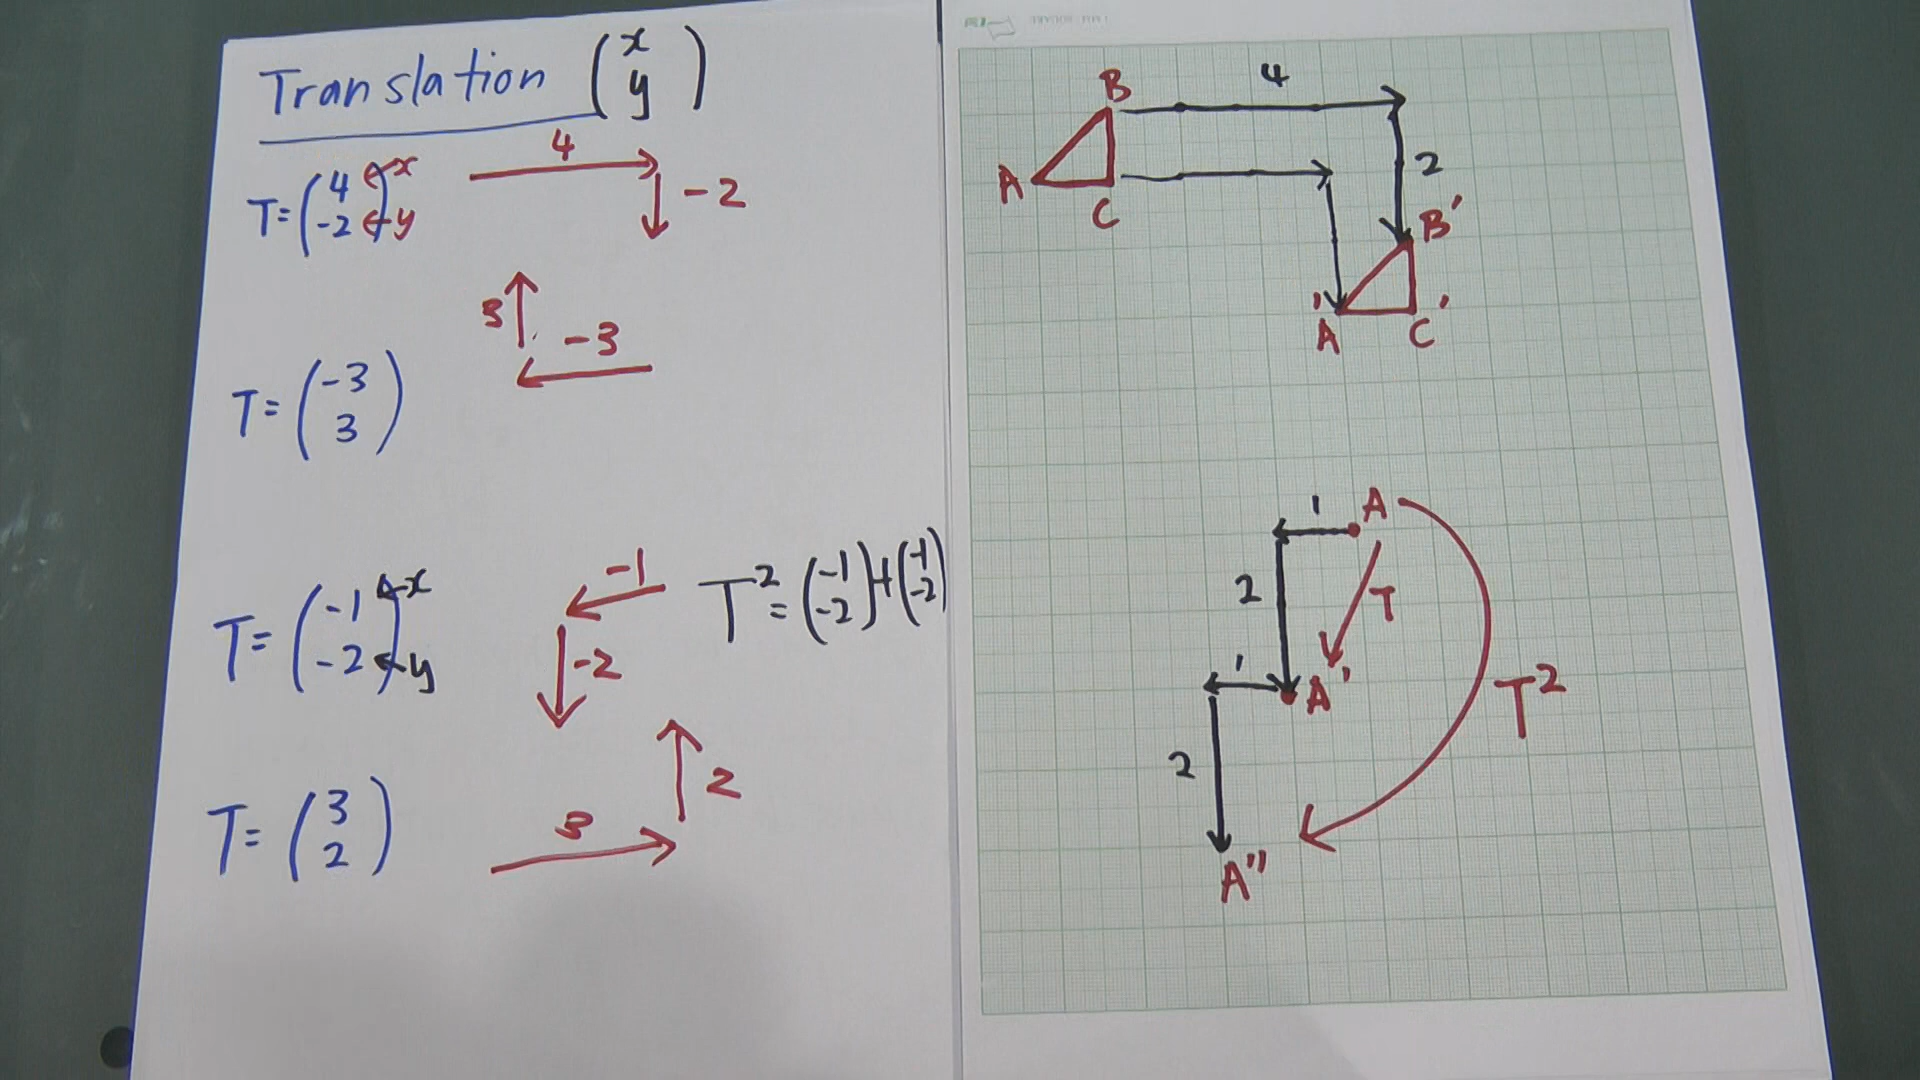 Translation (x y)
4
T = (4 -2) x y
-2
3
-3
T = (-3 3)
-1
T² = (-1 -2) + (-1 -2)
T = (-1 -2) x y
-2
2
T = (3 2)
3
4
B
A
C
2
B'
A'
C'
1
A
2
T
1
A'
T²
2
A"